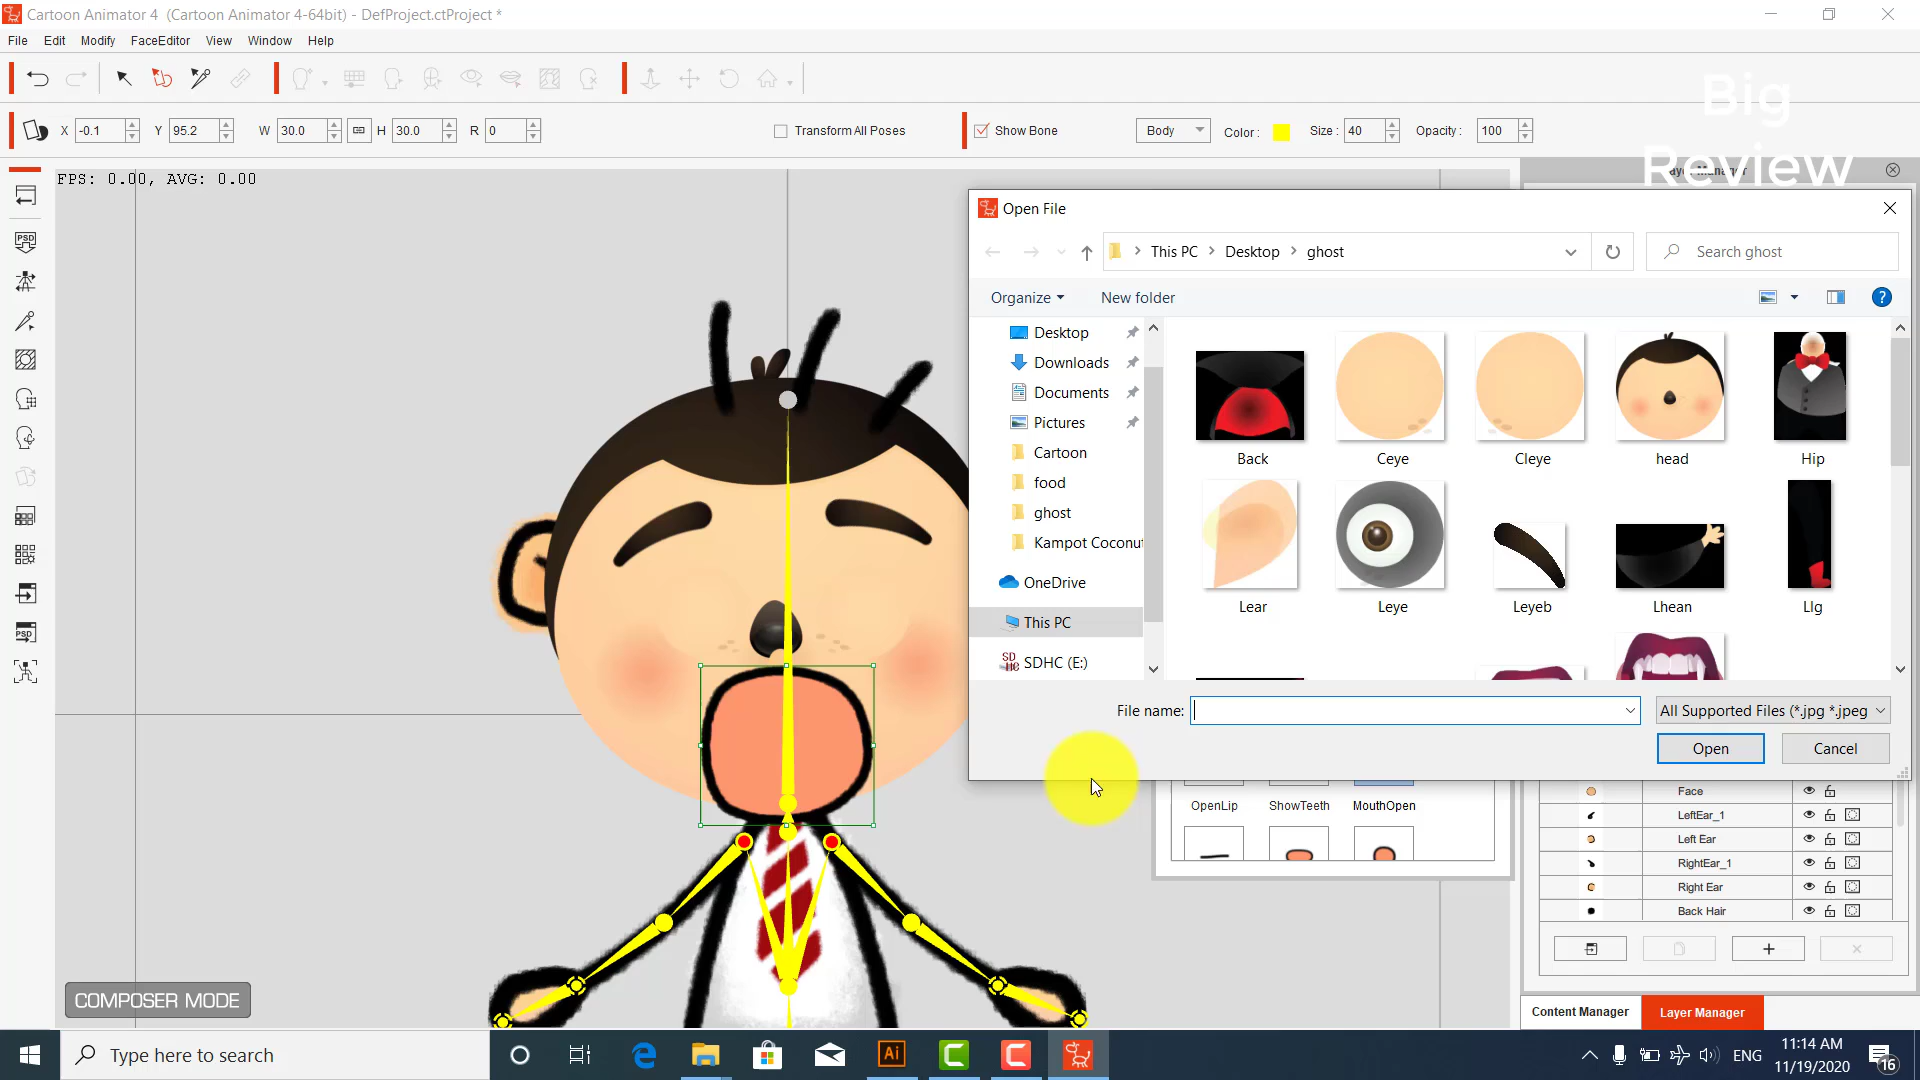 Cartoon Animator 4  (Cartoon Animator 4-64bit) - DefProject.ctProject *
File Edit Modify FaceEditor View Window Help
Big
Review
X -0.1 Y 95.2 W 30.0 H 30.0 R 0 Transform All Poses Show Bone Body Color : Size : 40 Opacity : 100
FPS: 0.00, AVG: 0.00
Open File
This PC > Desktop > ghost
Search ghost
Organize New folder
Desktop
Downloads
Documents
Pictures
Cartoon
food
ghost
Kampot Coconut
OneDrive
This PC
SDHC (E:)
Back Ceye Cleye head Hip
Lear Leye Leyeb Lhean Llg
File name: All Supported Files (*.jpg *.jpeg
Open Cancel
OpenLip ShowTeeth MouthOpen
Face
LeftEar_1
Left Ear
RightEar_1
Right Ear
Back Hair
PSD
PSD
COMPOSER MODE
Content Manager Layer Manager
Type here to search
Ai
ENG
11:14 AM
11/19/2020
16